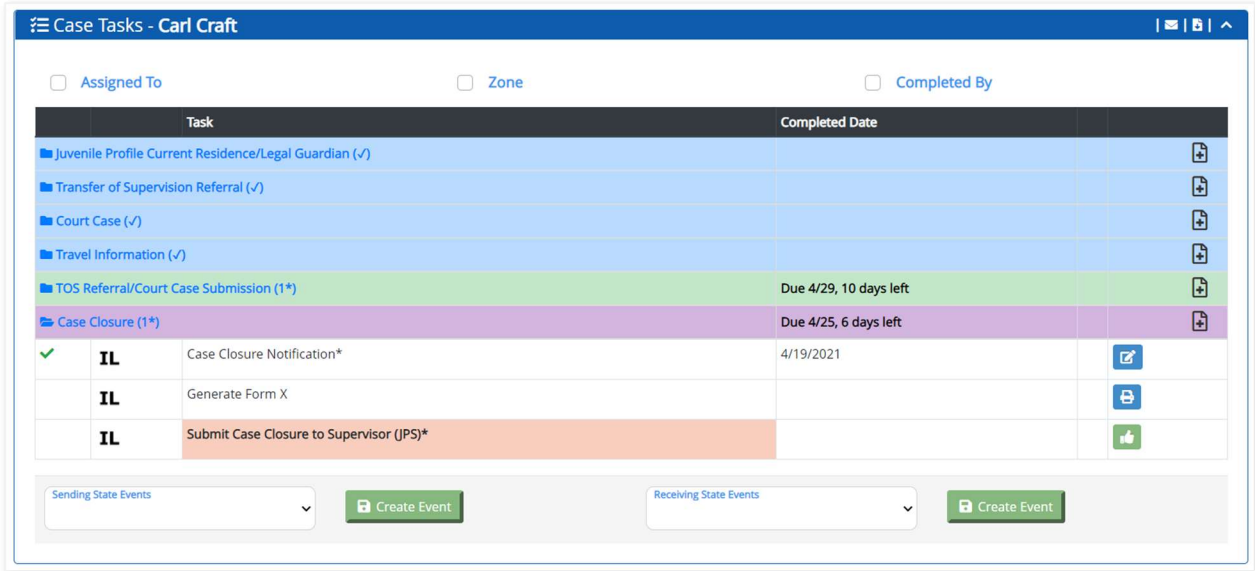 Case Tasks - Carl Craft
Assigned To Zone Completed By
Task Completed Date
Juvenile Profile Current Residence/Legal Guardian (✓)
Transfer of Supervision Referral (✓)
Court Case (✓)
Travel Information (✓)
TOS Referral/Court Case Submission (1*) Due 4/29, 10 days left
Case Closure (1*) Due 4/25, 6 days left
IL Case Closure Notification* 4/19/2021
IL Generate Form X
IL Submit Case Closure to Supervisor (JPS)*
Sending State Events Create Event Receiving State Events Create Event